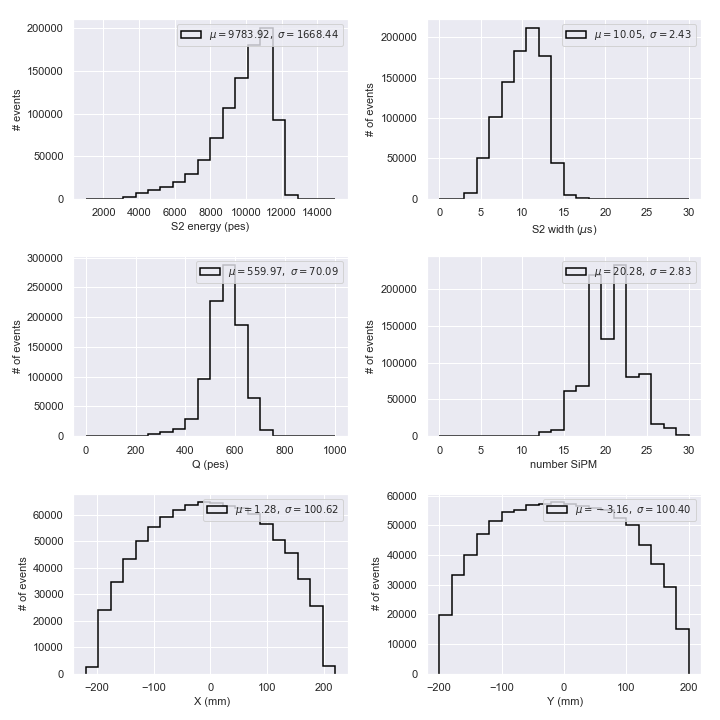 μ = 9783.92, σ = 1668.44
# events
200000
150000
100000
50000
0
2000 4000 6000 8000 10000 12000 14000
S2 energy (pes)
μ = 10.05, σ = 2.43
# of events
200000
150000
100000
50000
0
0 5 10 15 20 25 30
S2 width (μs)
μ = 559.97, σ = 70.09
# of events
300000
250000
200000
150000
100000
50000
0
0 200 400 600 800 1000
Q (pes)
μ = 20.28, σ = 2.83
# of events
200000
150000
100000
50000
0
0 5 10 15 20 25 30
number SiPM
μ = 1.28, σ = 100.62
# of events
60000
50000
40000
30000
20000
10000
0
−200 −100 0 100 200
X (mm)
μ = −3.16, σ = 100.40
# of events
60000
50000
40000
30000
20000
10000
0
−200 −100 0 100 200
Y (mm)